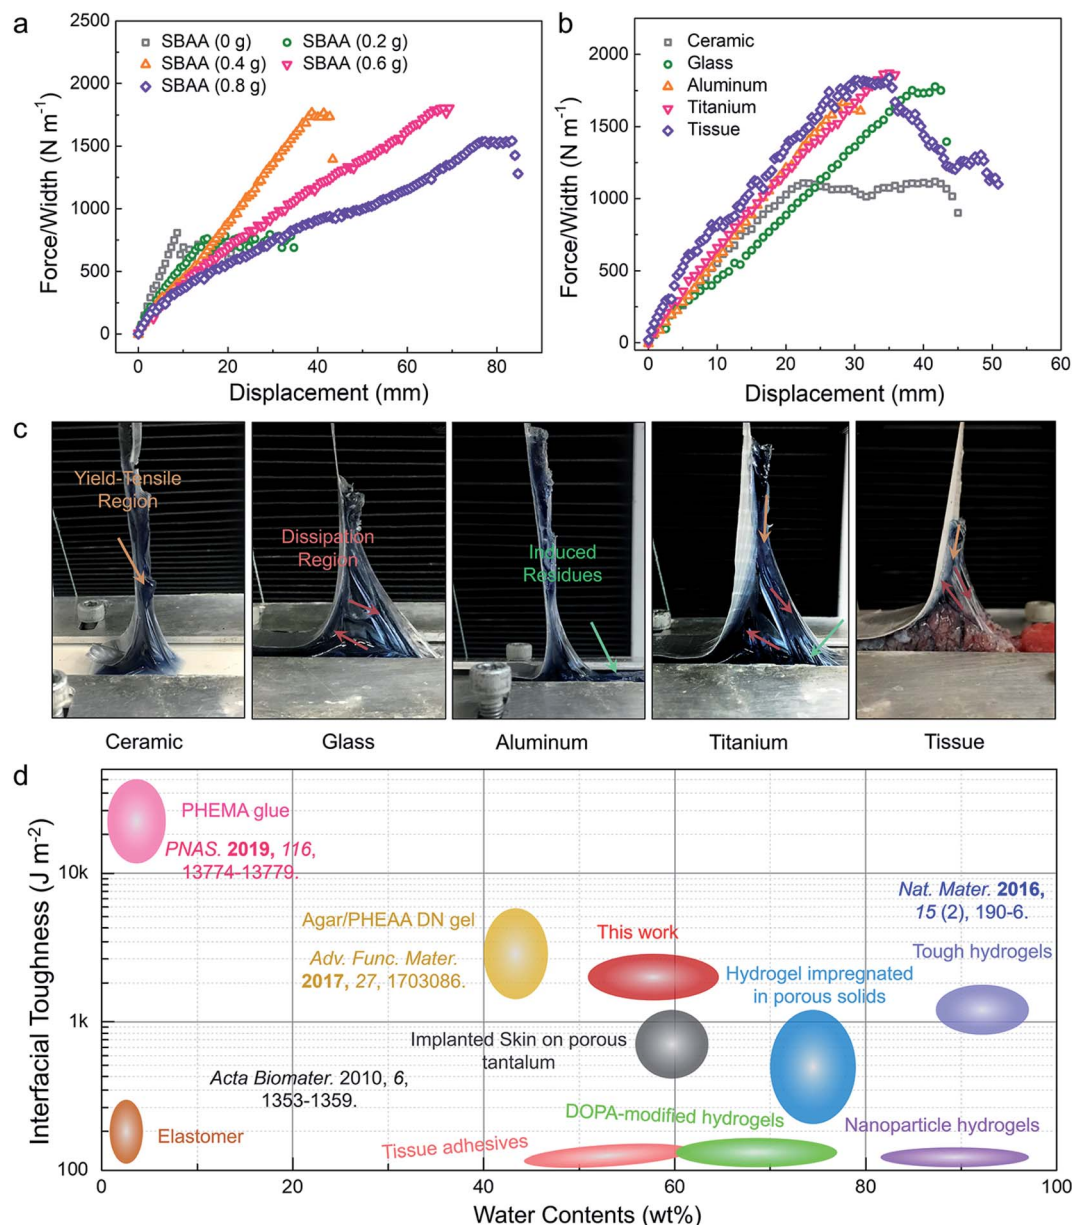 a
2500
2000
1500
1000
500
0
Force/Width (N m-1)
SBAA (0 g)
SBAA (0.2 g)
SBAA (0.4 g)
SBAA (0.6 g)
SBAA (0.8 g)
0
20
40
60
80
Displacement (mm)
b
2000
1500
1000
500
0
Force/Width (N m-1)
Ceramic
Glass
Aluminum
Titanium
Tissue
0
10
20
30
40
50
60
Displacement (mm)
c
Yield-Tensile
Region
Dissipation
Region
Induced
Residues
Ceramic
Glass
Aluminum
Titanium
Tissue
d
Interfacial Toughness (J m-2)
10k
1k
100
PHEMA glue
PNAS. 2019, 116,
13774-13779.
Agar/PHEAA DN gel
Adv. Func. Mater.
2017, 27, 1703086.
This work
Nat. Mater. 2016,
15 (2), 190-6.
Tough hydrogels
Hydrogel impregnated
in porous solids
Implanted Skin on porous
tantalum
Acta Biomater. 2010, 6,
1353-1359.
Elastomer
Tissue adhesives
DOPA-modified hydrogels
Nanoparticle hydrogels
0
20
40
60
80
100
Water Contents (wt%)